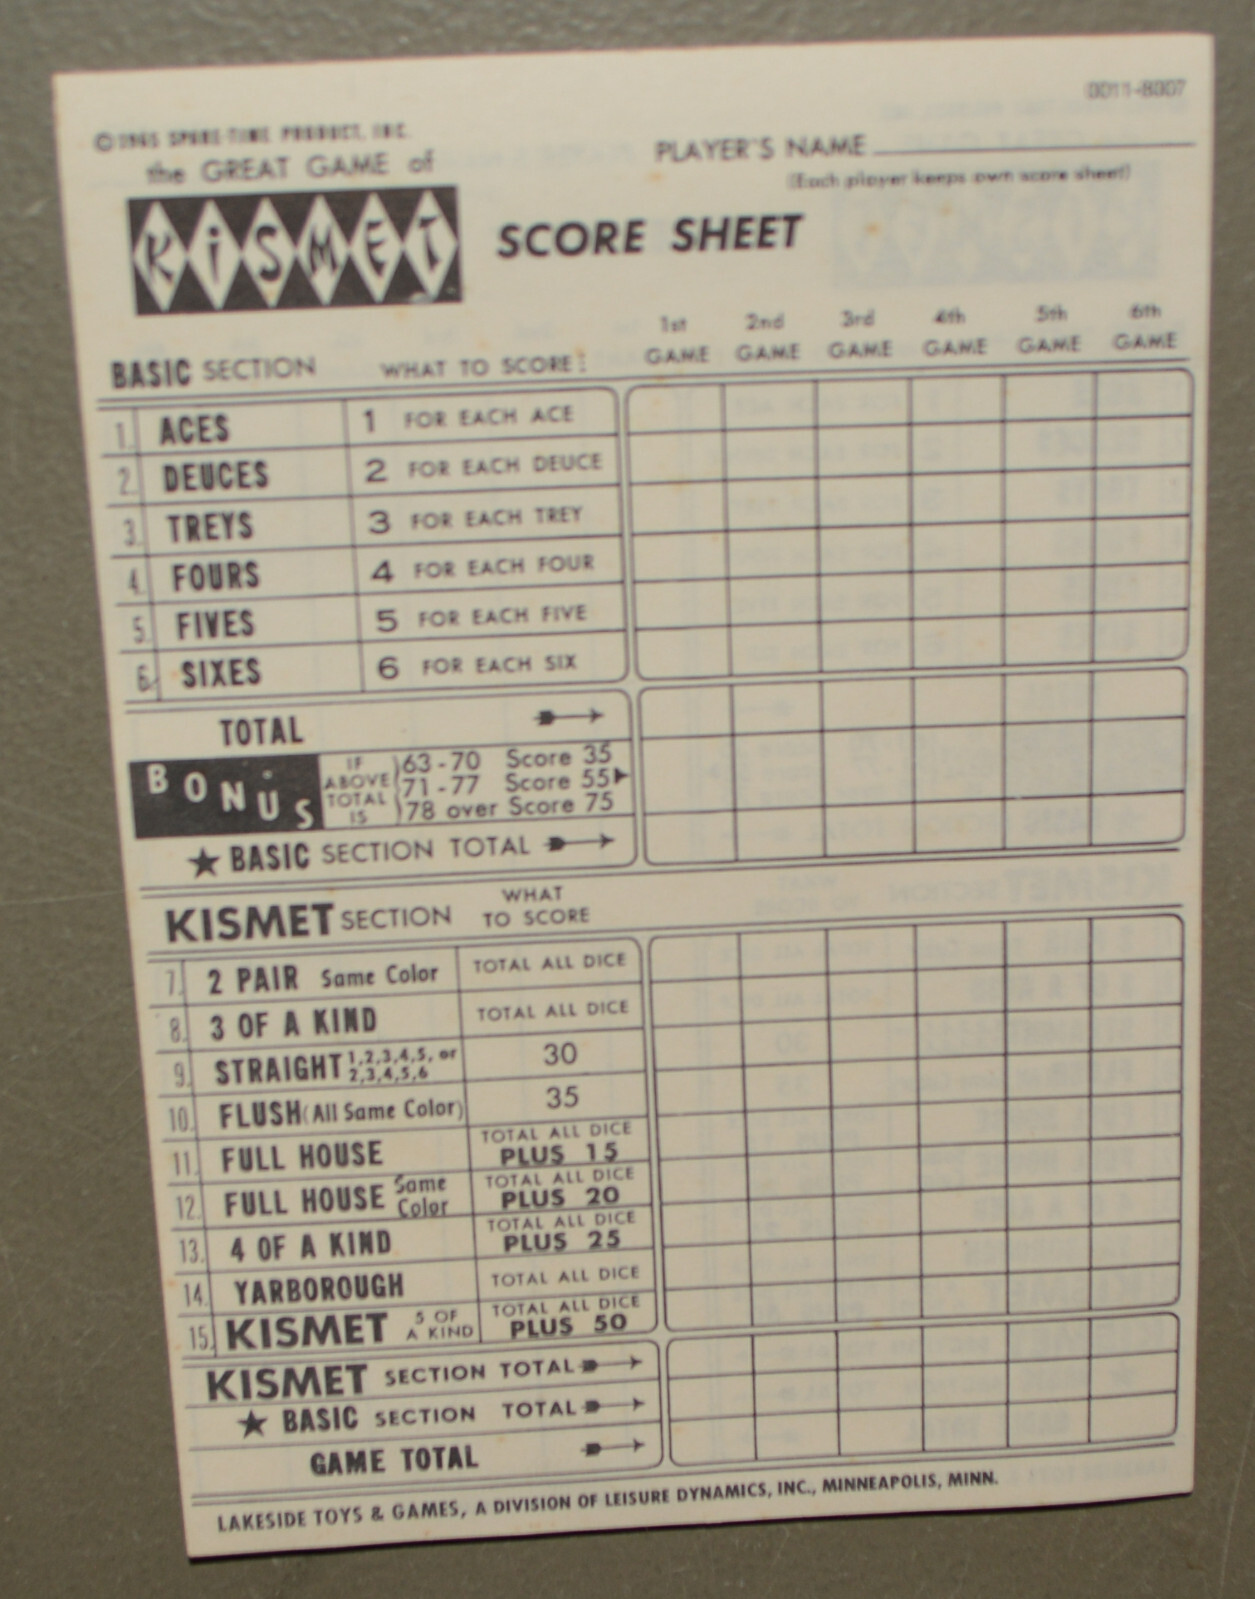 0011-8007
©1965 SPARE-TIME PRODUCT, INC.
the GREAT GAME of
PLAYER'S NAME
(Each player keeps own score sheet)
KiSMET
SCORE SHEET
1st GAME 2nd GAME 3rd GAME 4th GAME 5th GAME 6th GAME
BASIC SECTION WHAT TO SCORE:
1. ACES 1 FOR EACH ACE
2. DEUCES 2 FOR EACH DEUCE
3. TREYS 3 FOR EACH TREY
4. FOURS 4 FOR EACH FOUR
5. FIVES 5 FOR EACH FIVE
6. SIXES 6 FOR EACH SIX
TOTAL
BONUS IF ABOVE TOTAL IS
63-70 Score 35
71-77 Score 55
78 over Score 75
★ BASIC SECTION TOTAL
KISMET SECTION WHAT TO SCORE
7. 2 PAIR Same Color TOTAL ALL DICE
8. 3 OF A KIND TOTAL ALL DICE
9. STRAIGHT 1,2,3,4,5, or 2,3,4,5,6 30
10. FLUSH (All Same Color) 35
11. FULL HOUSE TOTAL ALL DICE PLUS 15
12. FULL HOUSE Same Color TOTAL ALL DICE PLUS 20
13. 4 OF A KIND TOTAL ALL DICE PLUS 25
14. YARBOROUGH TOTAL ALL DICE
15. KISMET 5 OF A KIND TOTAL ALL DICE PLUS 50
KISMET SECTION TOTAL
★ BASIC SECTION TOTAL
GAME TOTAL
LAKESIDE TOYS & GAMES, A DIVISION OF LEISURE DYNAMICS, INC., MINNEAPOLIS, MINN.